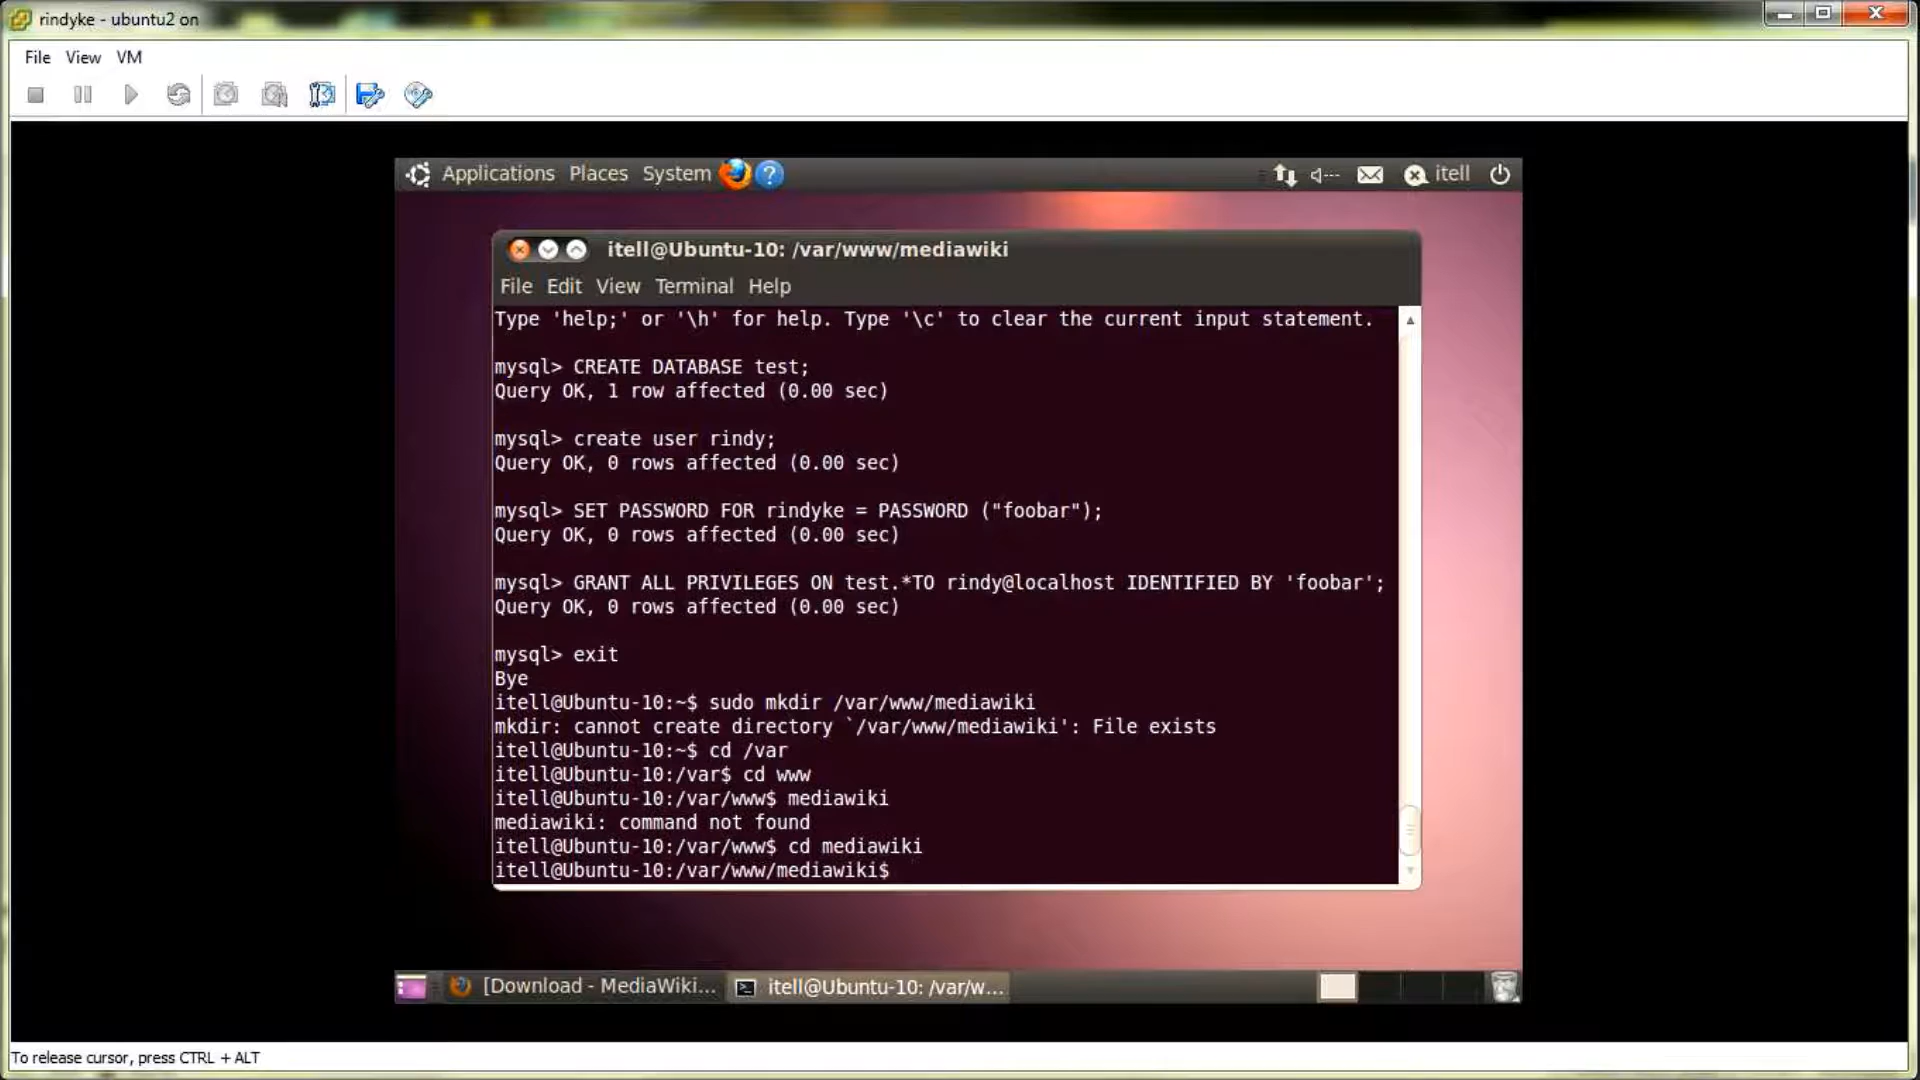 rindyke - ubuntu2 on
File View VM
Applications Places System itell
itell@Ubuntu-10: /var/www/mediawiki
File Edit View Terminal Help
Type 'help;' or '\h' for help. Type '\c' to clear the current input statement.
mysql> CREATE DATABASE test;
Query OK, 1 row affected (0.00 sec)
mysql> create user rindy;
Query OK, 0 rows affected (0.00 sec)
mysql> SET PASSWORD FOR rindyke = PASSWORD ("foobar");
Query OK, 0 rows affected (0.00 sec)
mysql> GRANT ALL PRIVILEGES ON test.*TO rindy@localhost IDENTIFIED BY 'foobar';
Query OK, 0 rows affected (0.00 sec)
mysql> exit
Bye
itell@Ubuntu-10:~$ sudo mkdir /var/www/mediawiki
mkdir: cannot create directory `/var/www/mediawiki': File exists
itell@Ubuntu-10:~$ cd /var
itell@Ubuntu-10:/var$ cd www
itell@Ubuntu-10:/var/www$ mediawiki
mediawiki: command not found
itell@Ubuntu-10:/var/www$ cd mediawiki
itell@Ubuntu-10:/var/www/mediawiki$
[Download - MediaWiki... itell@Ubuntu-10: /var/w...
To release cursor, press CTRL + ALT